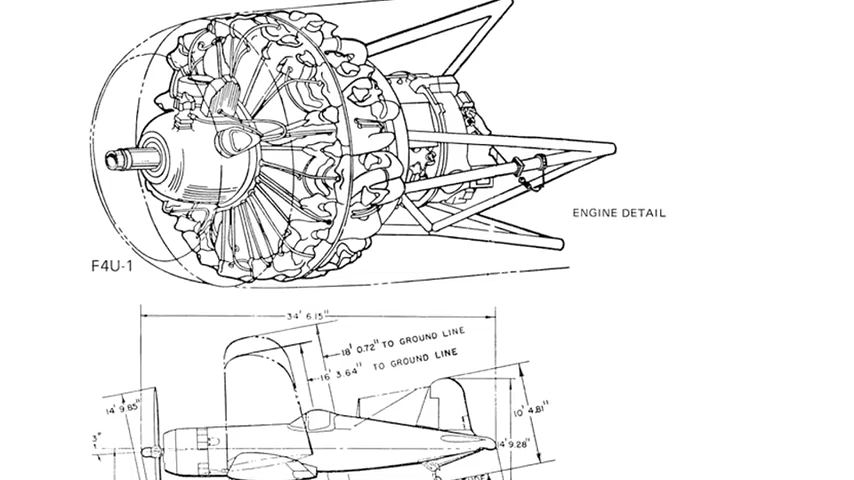 ENGINE DETAIL
F4U-1
34' 6.15"
18' 0.72" TO GROUND LINE
16' 3.64" TO GROUND LINE
14' 9.85"
10' 4.81"
3°
14' 9.28"